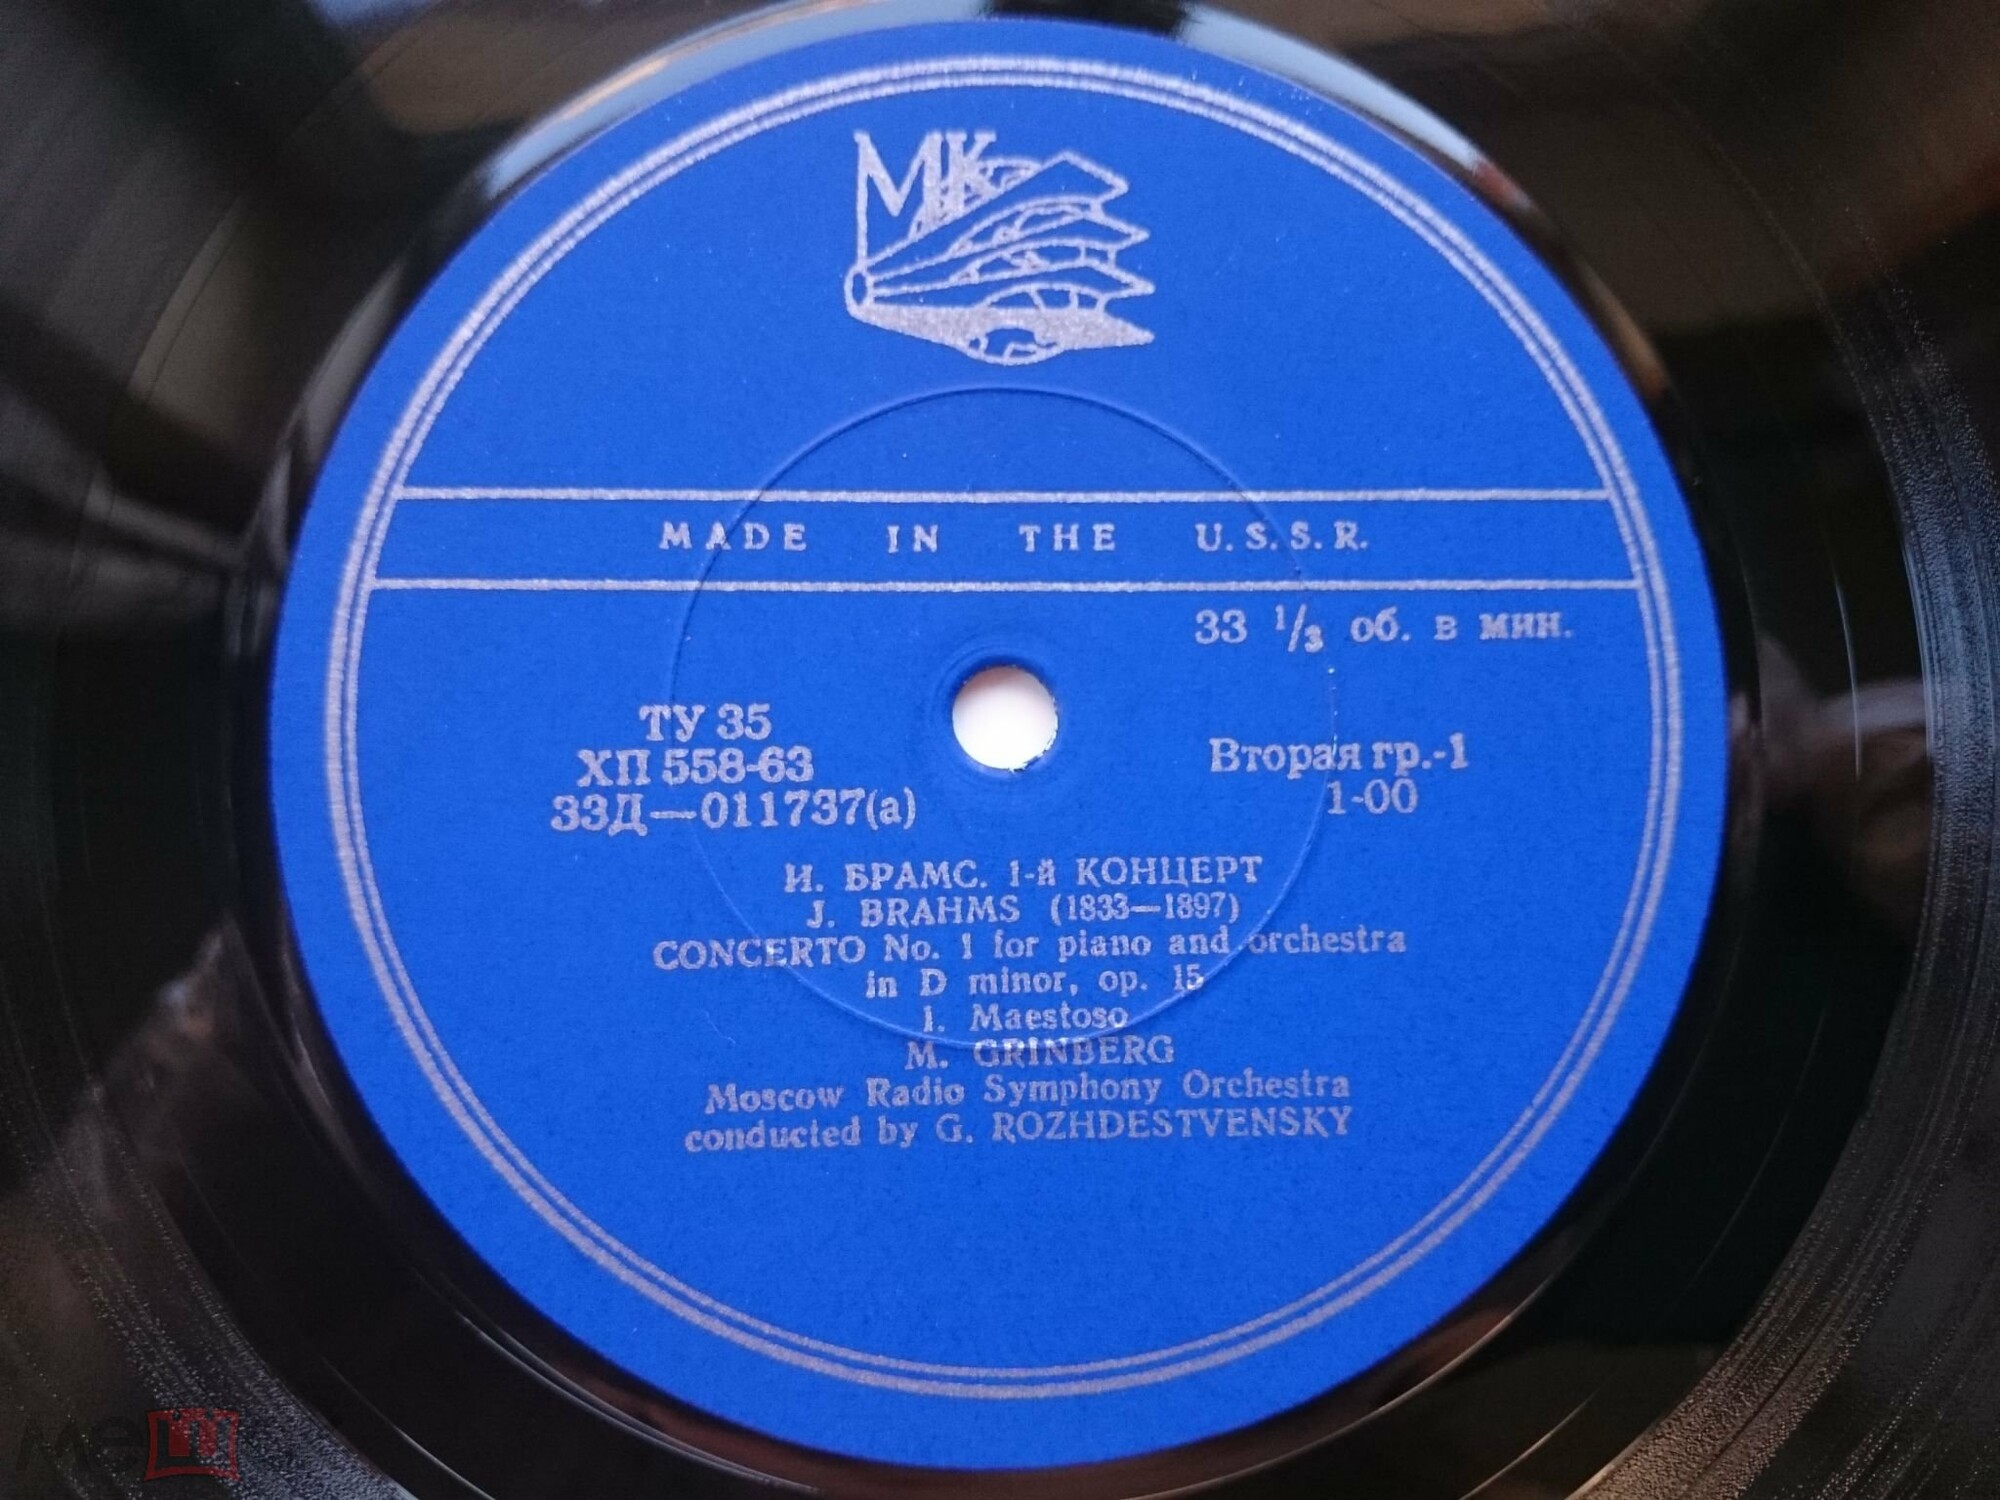 МК
MADE IN THE U.S.S.R.
33 1/3 об. в мин.
ТУ 35
ХП 558-63
33Д—011737(а)
Вторая гр.-1
1-00
И. БРАМС. 1-й КОНЦЕРТ
J. BRAHMS (1833—1897)
CONCERTO No. 1 for piano and orchestra
in D minor, op. 15
I. Maestoso
M. GRINBERG
Moscow Radio Symphony Orchestra
conducted by G. ROZHDESTVENSKY